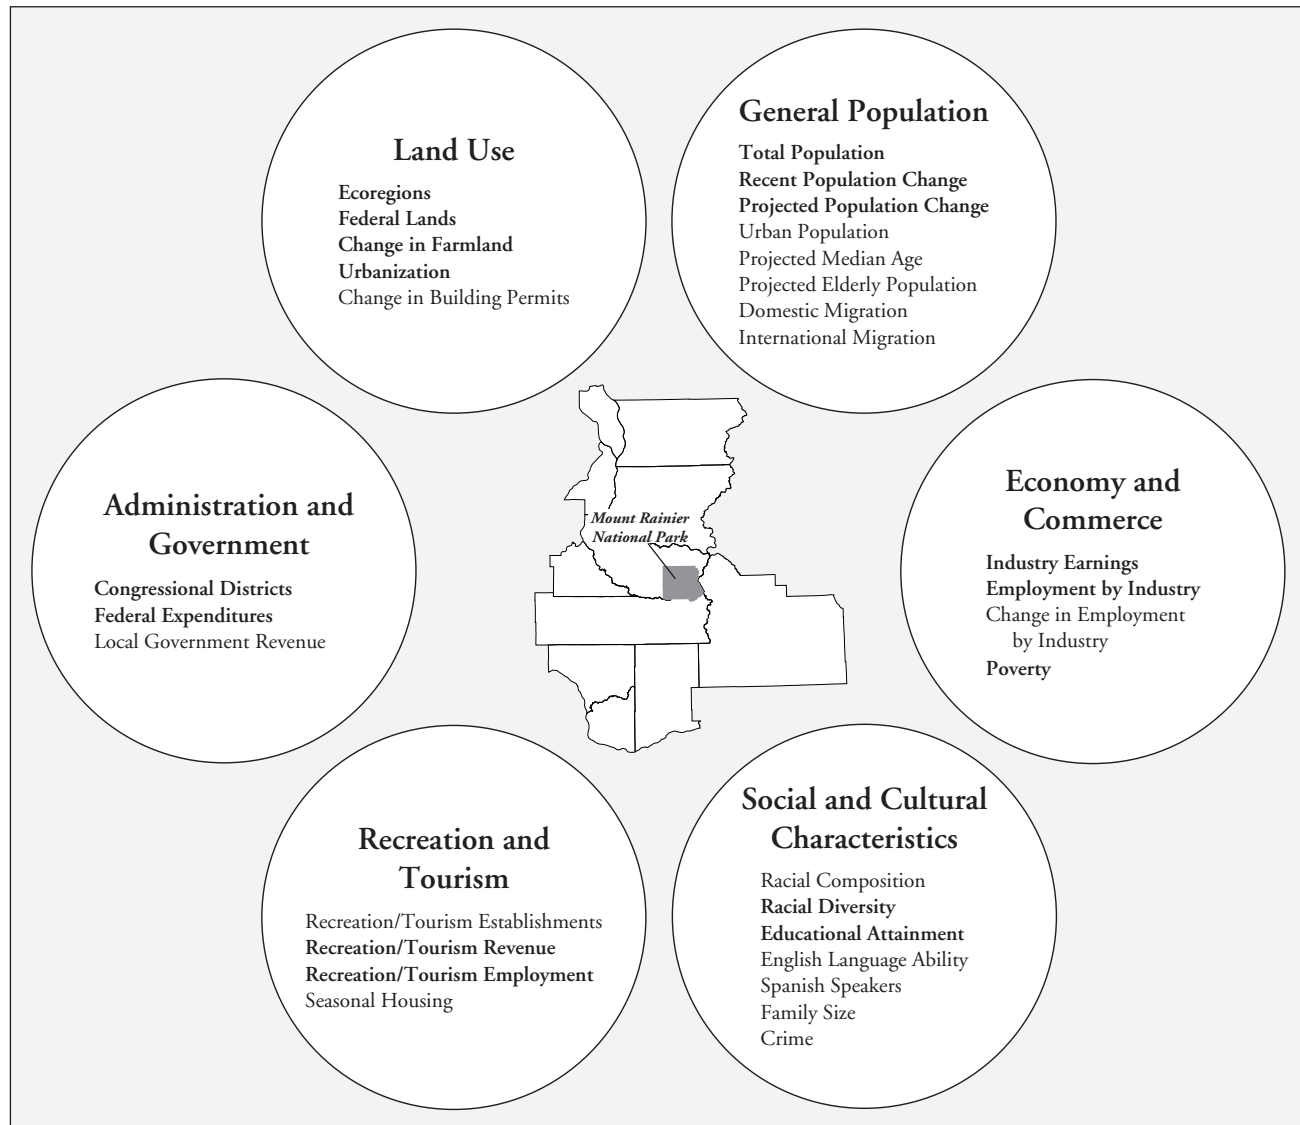 Land Use
Ecoregions
Federal Lands
Change in Farmland
Urbanization
Change in Building Permits
General Population
Total Population
Recent Population Change
Projected Population Change
Urban Population
Projected Median Age
Projected Elderly Population
Domestic Migration
International Migration
Administration and
Government
Congressional Districts
Federal Expenditures
Local Government Revenue
Mount Rainier
National Park
Economy and
Commerce
Industry Earnings
Employment by Industry
Change in Employment
by Industry
Poverty
Recreation and
Tourism
Recreation/Tourism Establishments
Recreation/Tourism Revenue
Recreation/Tourism Employment
Seasonal Housing
Social and Cultural
Characteristics
Racial Composition
Racial Diversity
Educational Attainment
English Language Ability
Spanish Speakers
Family Size
Crime